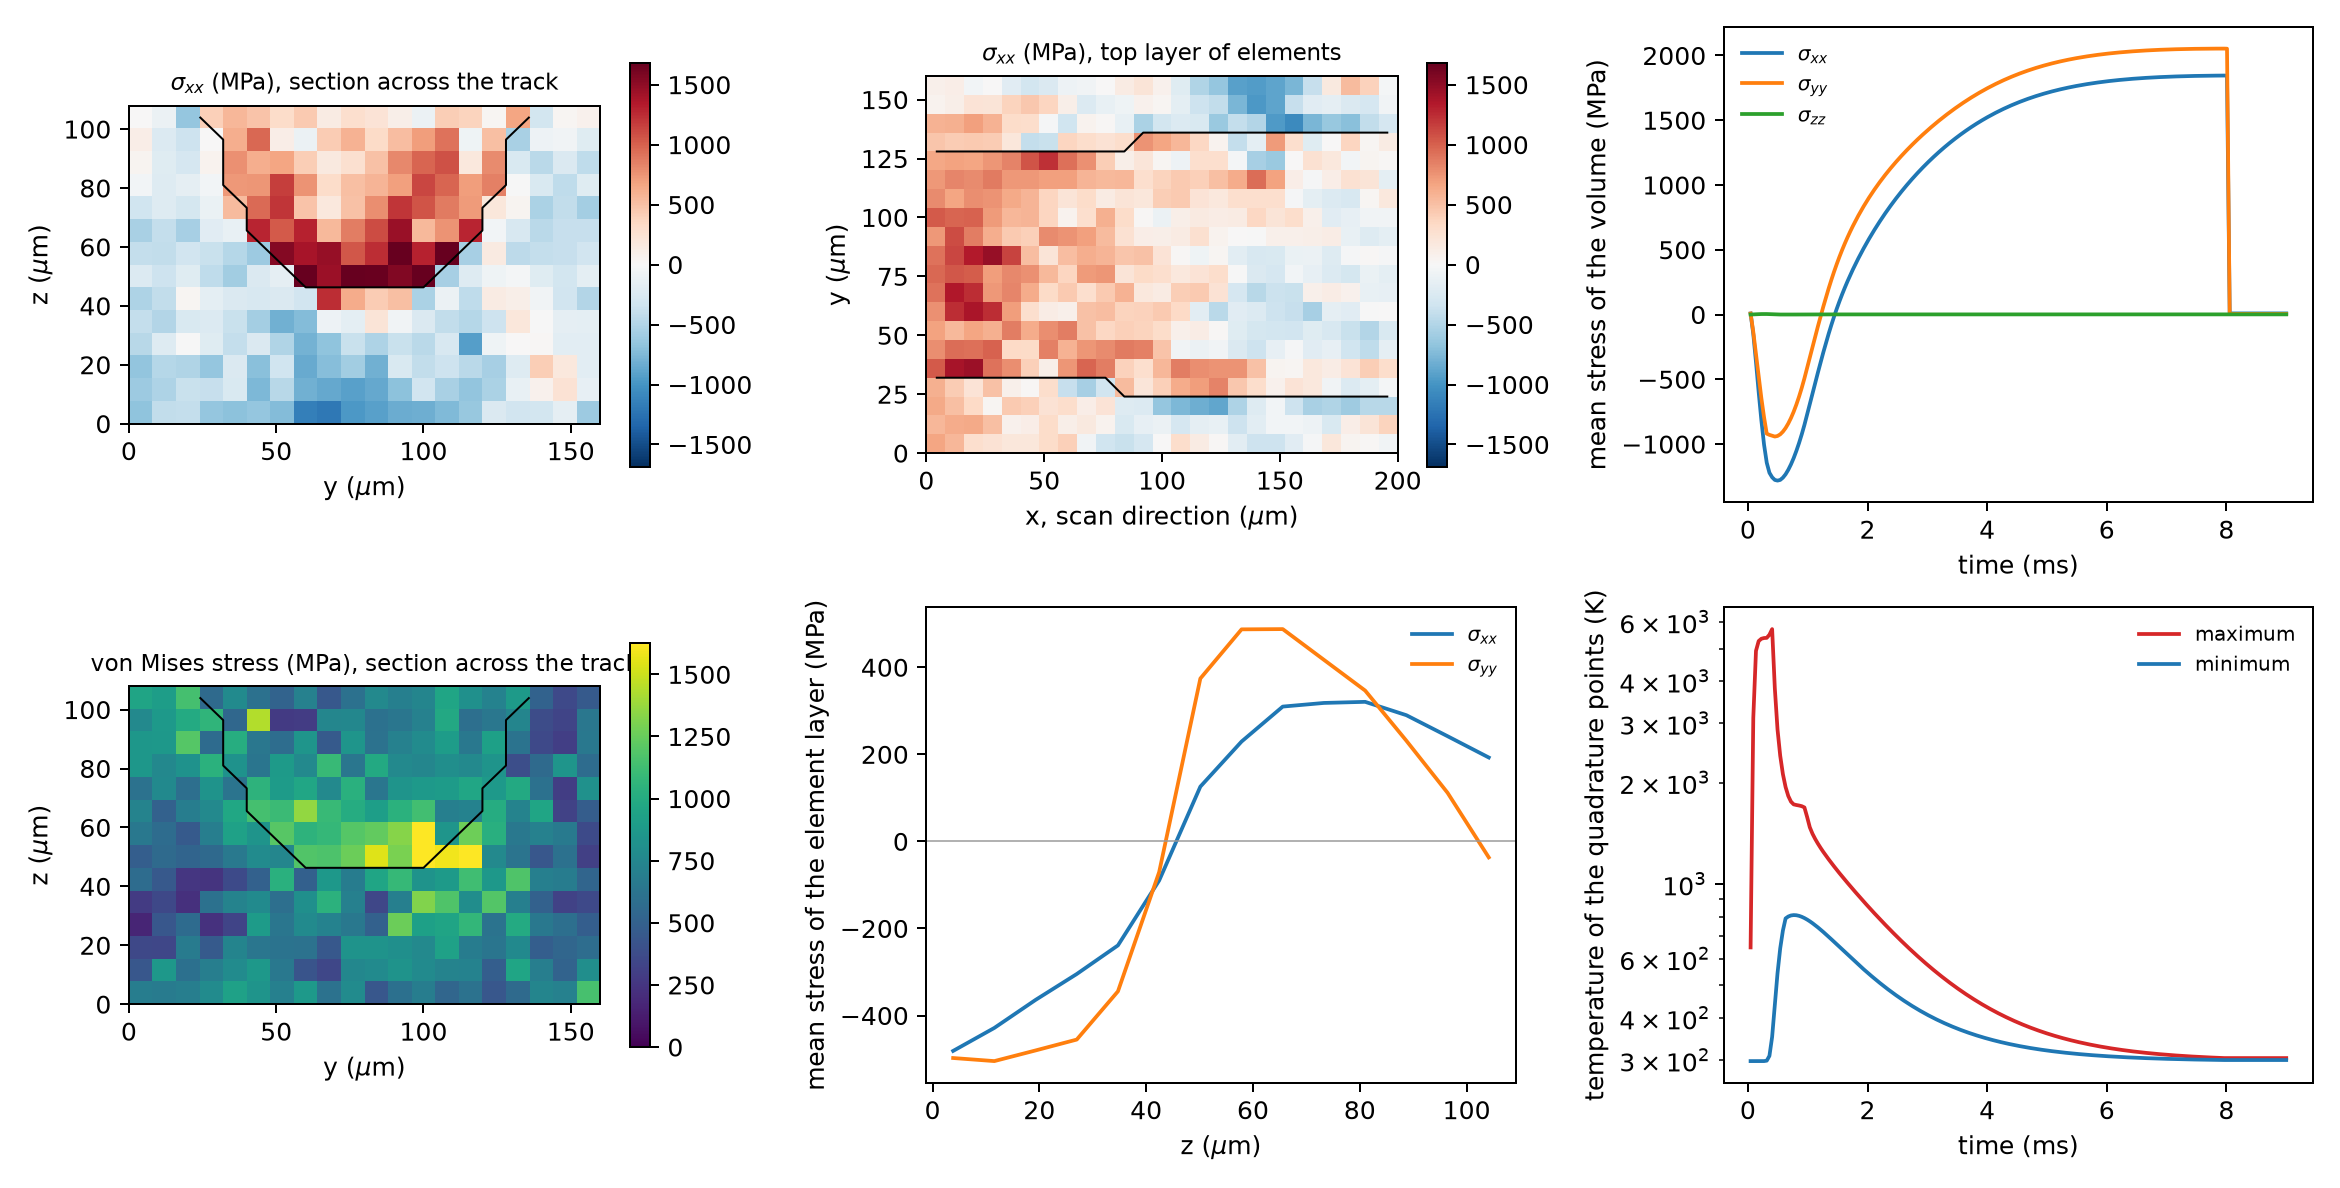 σxx (MPa), section across the track
z (μm)
100
80
60
40
20
0
0 50 100 150
y (μm)
1500
1000
500
0
−500
−1000
−1500
σxx (MPa), top layer of elements
y (μm)
150
125
100
75
50
25
0
0 50 100 150 200
x, scan direction (μm)
1500
1000
500
0
−500
−1000
−1500
mean stress of the volume (MPa)
2000
1500
1000
500
0
−500
−1000
σxx
σyy
σzz
0 2 4 6 8
time (ms)
von Mises stress (MPa), section across the track
z (μm)
100
80
60
40
20
0
0 50 100 150
y (μm)
1500
1250
1000
750
500
250
0
mean stress of the element layer (MPa)
400
200
0
−200
−400
σxx
σyy
0 20 40 60 80 100
z (μm)
temperature of the quadrature points (K)
6 × 10³
4 × 10³
3 × 10³
2 × 10³
10³
6 × 10²
4 × 10²
3 × 10²
maximum
minimum
0 2 4 6 8
time (ms)